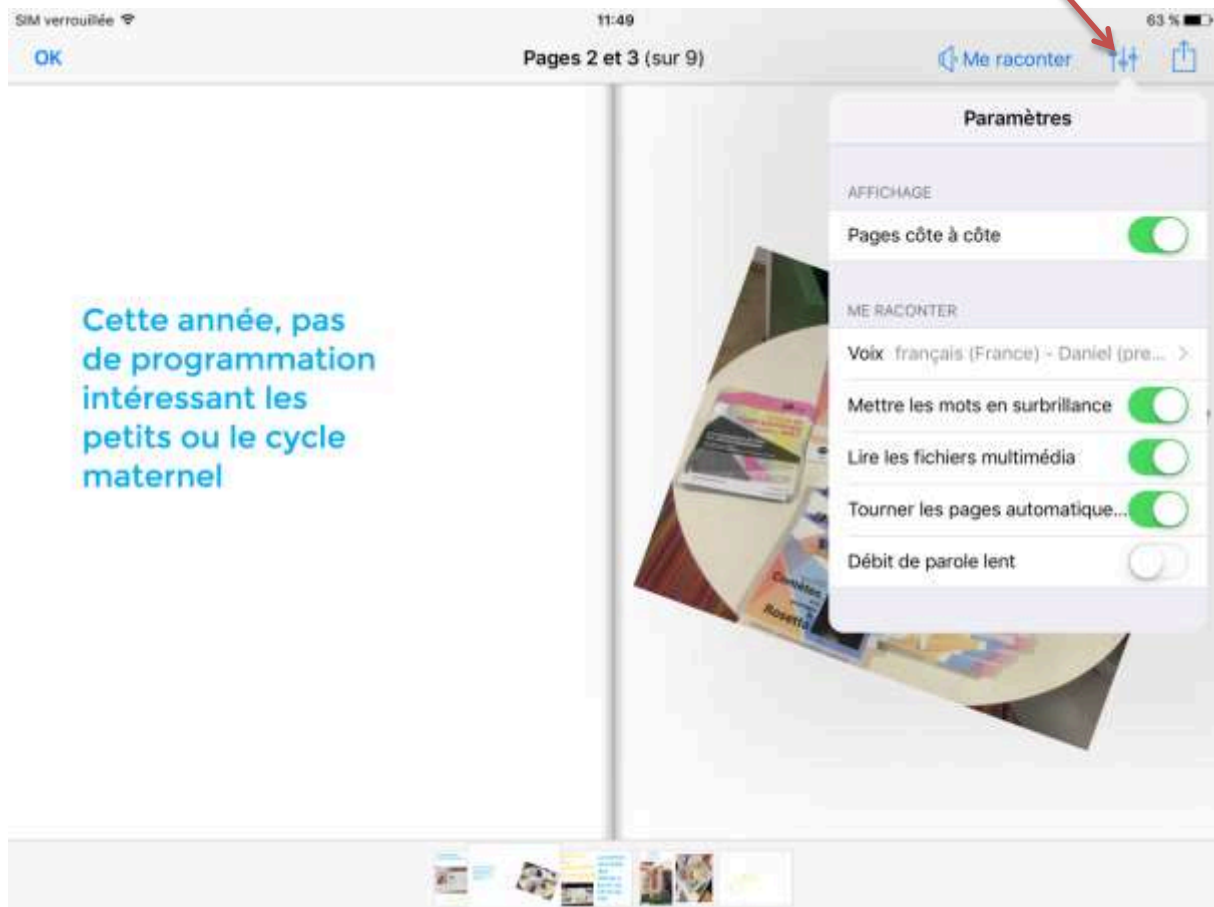 SIM verrouillée
11:49
63 %
OK
Pages 2 et 3 (sur 9)
Me raconter
Paramètres
AFFICHAGE
Pages côte à côte
ME RACONTER
Voix français (France) - Daniel (pre... >
Mettre les mots en surbrillance
Lire les fichiers multimédia
Tourner les pages automatique...
Débit de parole lent
Cette année, pas
de programmation
intéressant les
petits ou le cycle
maternel
Comètes
Rosetta